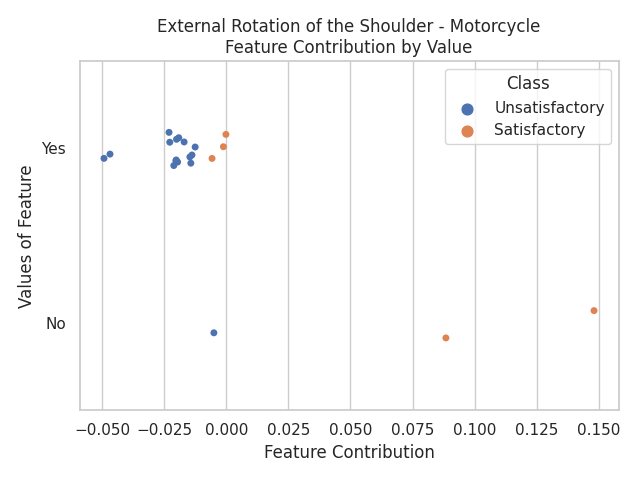 External Rotation of the Shoulder - Motorcycle
Feature Contribution by Value
Class
Unsatisfactory
Satisfactory
Values of Feature
Yes
No
−0.050 −0.025 0.000 0.025 0.050 0.075 0.100 0.125 0.150
Feature Contribution